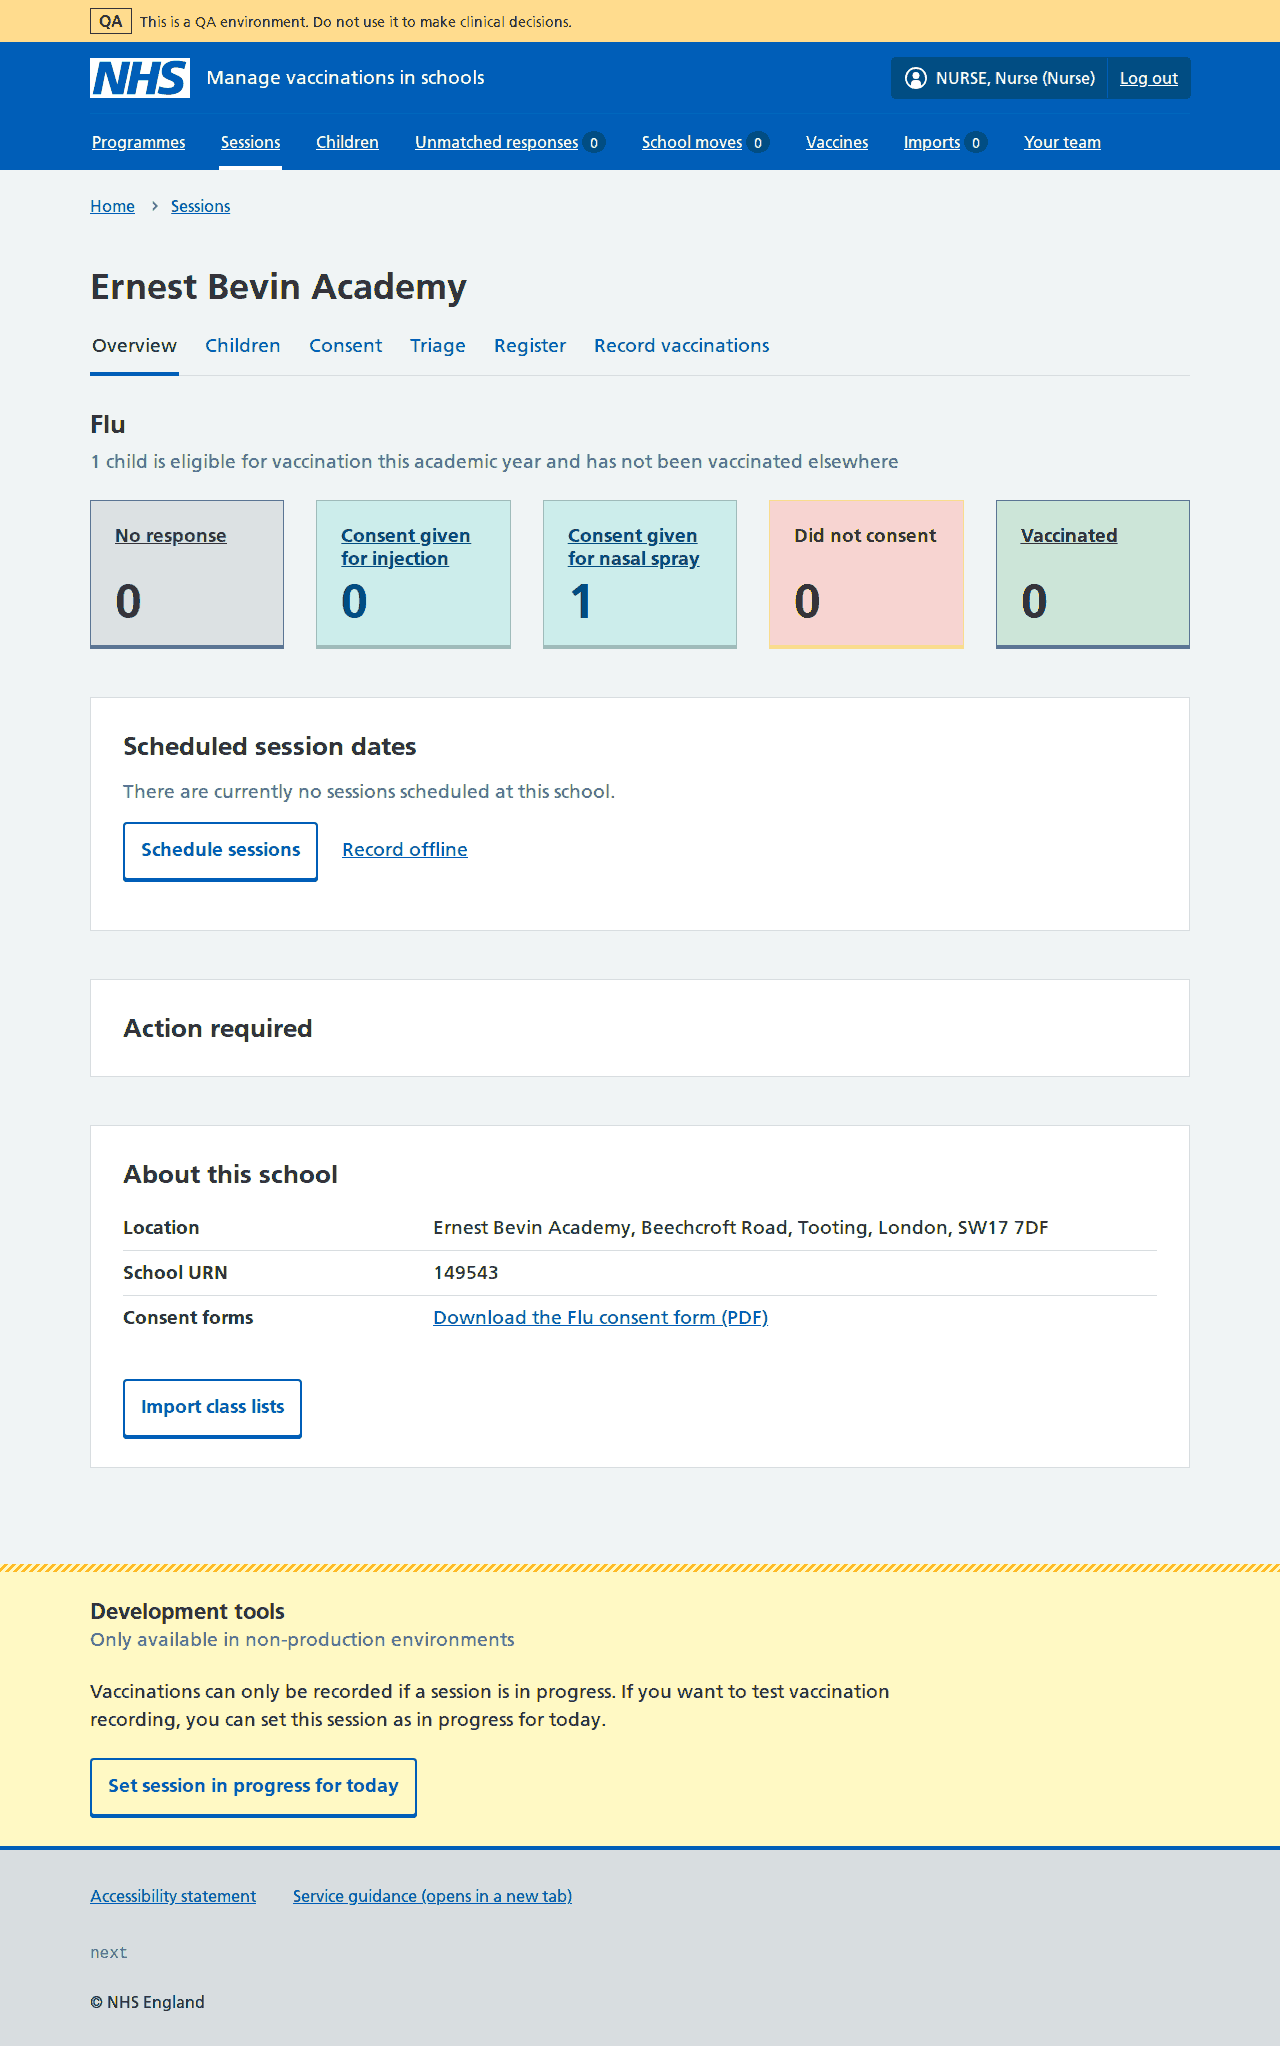 QA This is a QA environment. Do not use it to make clinical decisions.
NHS Manage vaccinations in schools
NURSE, Nurse (Nurse) Log out
Programmes Sessions Children Unmatched responses 0 School moves 0 Vaccines Imports 0 Your team
Home Sessions
Ernest Bevin Academy
Overview Children Consent Triage Register Record vaccinations
Flu
1 child is eligible for vaccination this academic year and has not been vaccinated elsewhere
No response
0
Consent given
for injection
0
Consent given
for nasal spray
1
Did not consent
0
Vaccinated
0
Scheduled session dates
There are currently no sessions scheduled at this school.
Schedule sessions Record offline
Action required
About this school
Location Ernest Bevin Academy, Beechcroft Road, Tooting, London, SW17 7DF
School URN 149543
Consent forms Download the Flu consent form (PDF)
Import class lists
Development tools
Only available in non-production environments
Vaccinations can only be recorded if a session is in progress. If you want to test vaccination
recording, you can set this session as in progress for today.
Set session in progress for today
Accessibility statement Service guidance (opens in a new tab)
next
© NHS England